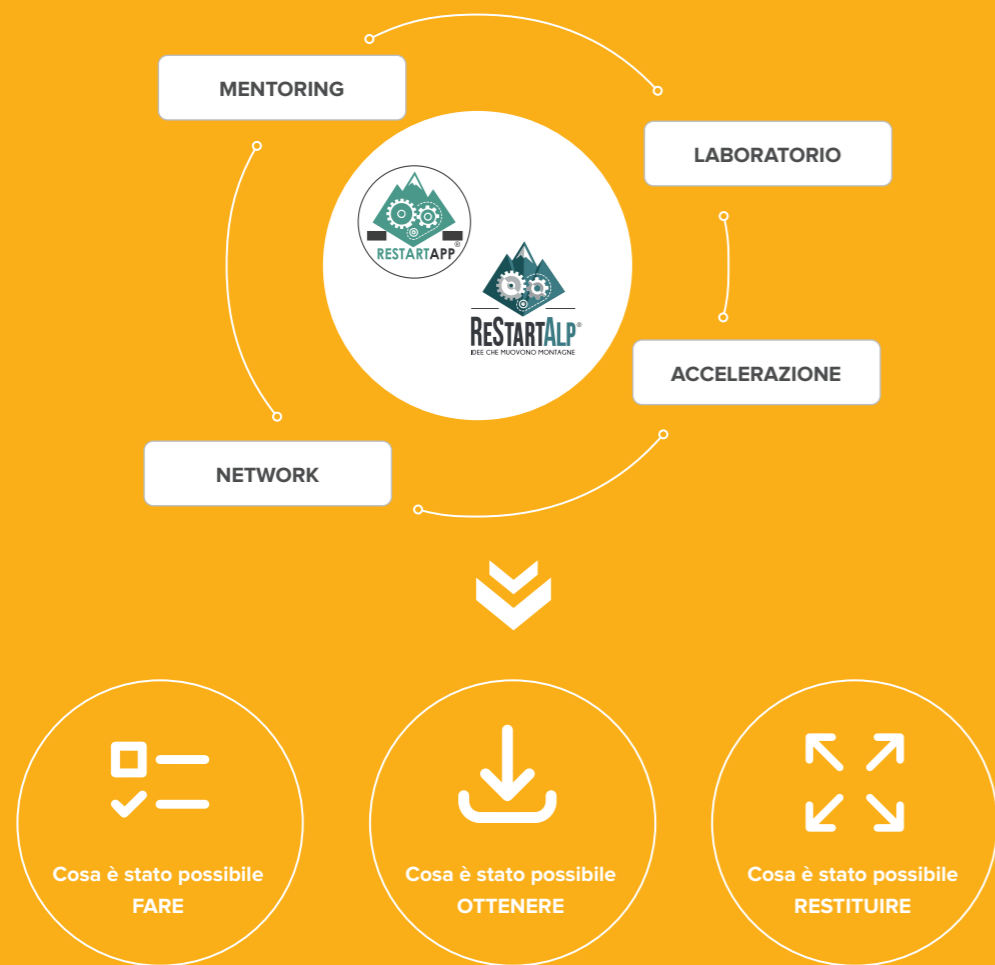 MENTORING
LABORATORIO
RESTARTAPP®
RESTARTALP®
IDEE CHE MUOVONO MONTAGNE
ACCELERAZIONE
NETWORK
Cosa è stato possibile
FARE
Cosa è stato possibile
OTTENERE
Cosa è stato possibile
RESTITUIRE